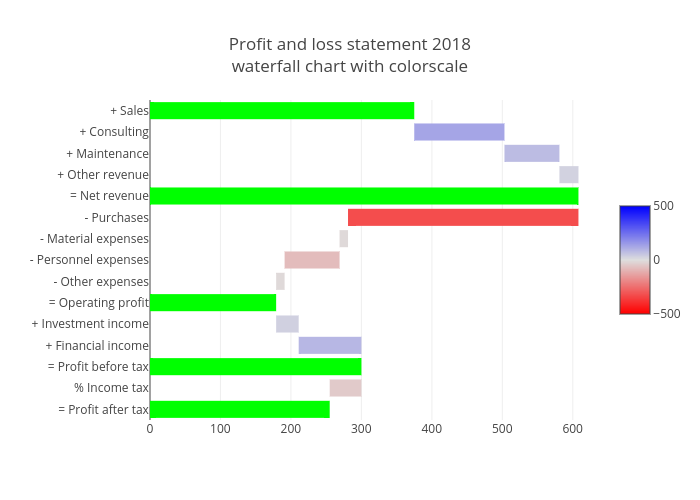 Profit and loss statement 2018
waterfall chart with colorscale
+ Sales
+ Consulting
+ Maintenance
+ Other revenue
= Net revenue
- Purchases
- Material expenses
- Personnel expenses
- Other expenses
= Operating profit
+ Investment income
+ Financial income
= Profit before tax
% Income tax
= Profit after tax
0 100 200 300 400 500 600
500
0
−500